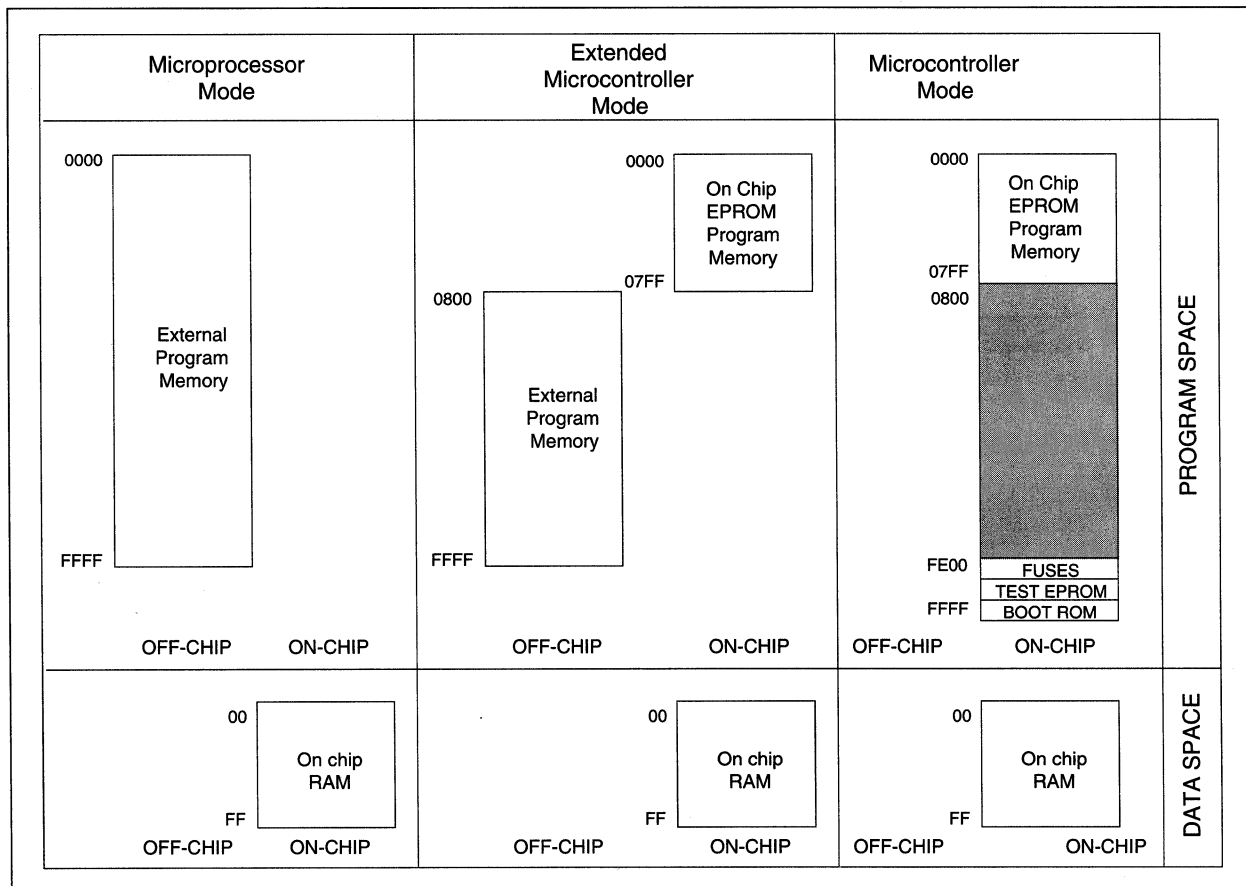 Microprocessor
Mode
Extended
Microcontroller
Mode
Microcontroller
Mode
0000
External
Program
Memory
FFFF
OFF-CHIP
ON-CHIP
0000
On Chip
EPROM
Program
Memory
07FF
0800
External
Program
Memory
FFFF
OFF-CHIP
ON-CHIP
0000
On Chip
EPROM
Program
Memory
07FF
0800
FE00
FUSES
TEST EPROM
FFFF
BOOT ROM
OFF-CHIP
ON-CHIP
PROGRAM SPACE
00
On chip
RAM
FF
OFF-CHIP
ON-CHIP
00
On chip
RAM
FF
OFF-CHIP
ON-CHIP
00
On chip
RAM
FF
OFF-CHIP
ON-CHIP
DATA SPACE